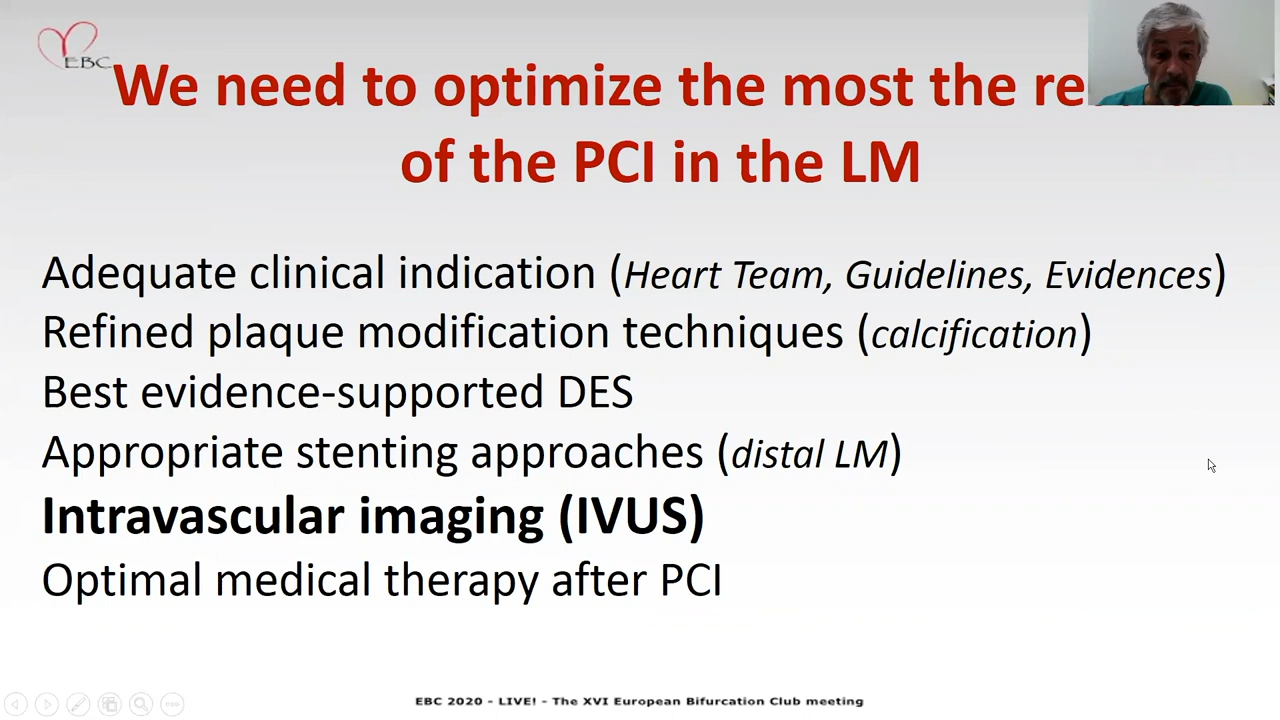 EBC
We need to optimize the most the
of the PCI in the LM
Adequate clinical indication (Heart Team, Guidelines, Evidences)
Refined plaque modification techniques (calcification)
Best evidence-supported DES
Appropriate stenting approaches (distal LM)
Intravascular imaging (IVUS)
Optimal medical therapy after PCI
EBC 2020 - LIVE! - The XVI European Bifurcation Club meeting